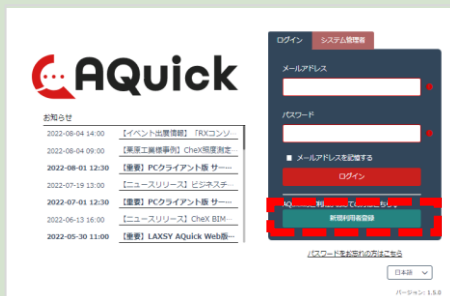 ログイン システム管理者
AQuick
メールアドレス
お知らせ
パスワード
2022-08-04 14:00 【イベント出展情報】「RXコンソ…
2022-08-04 09:00 【栗原工業様事例】CheX照度測定…
2022-08-01 12:30 【重要】PCクライアント版 サー…
メールアドレスを記憶する
2022-07-19 13:00 【ニュースリリース】ビジネスチ…
ログイン
2022-07-01 12:30 【重要】PCクライアント版 サー…
2022-06-13 16:00 【ニュースリリース】CheX BIM…
新規利用者登録
2022-05-30 11:00 【重要】LAXSY AQuick Web版…
パスワードをお忘れの方はこちら
日本語
バージョン: 1.5.0